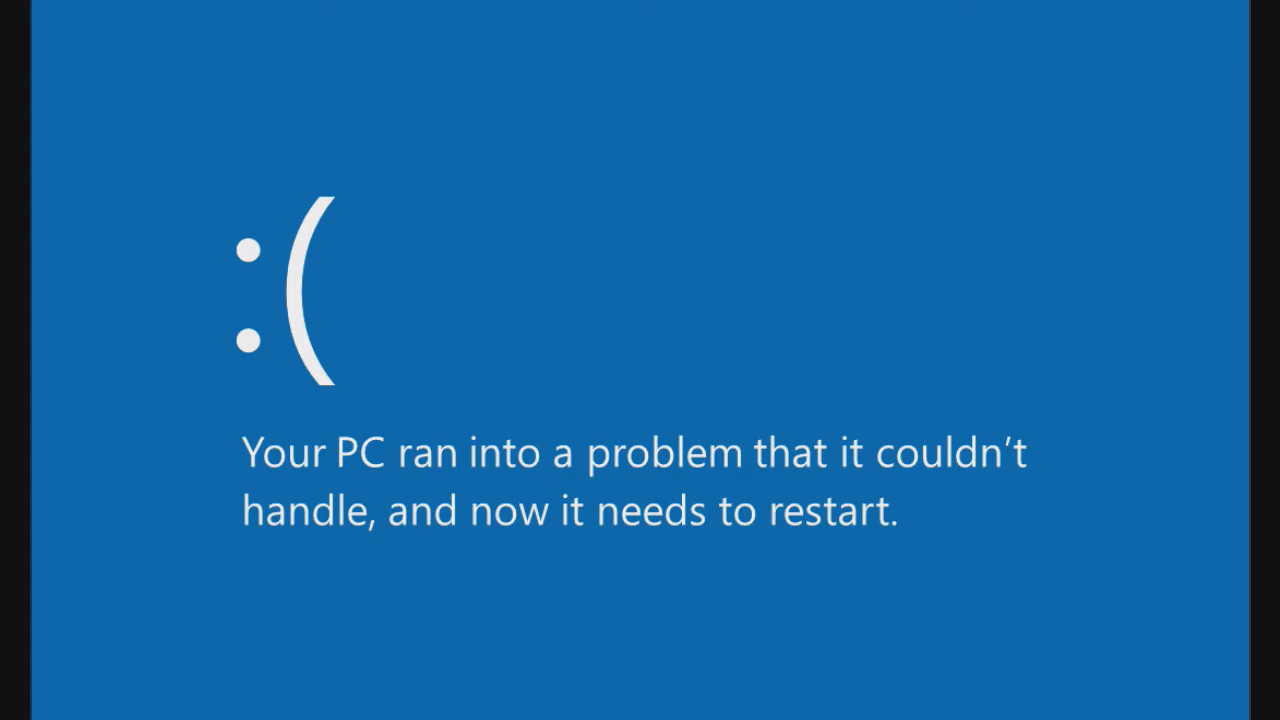 :(
Your PC ran into a problem that it couldn’t
handle, and now it needs to restart.